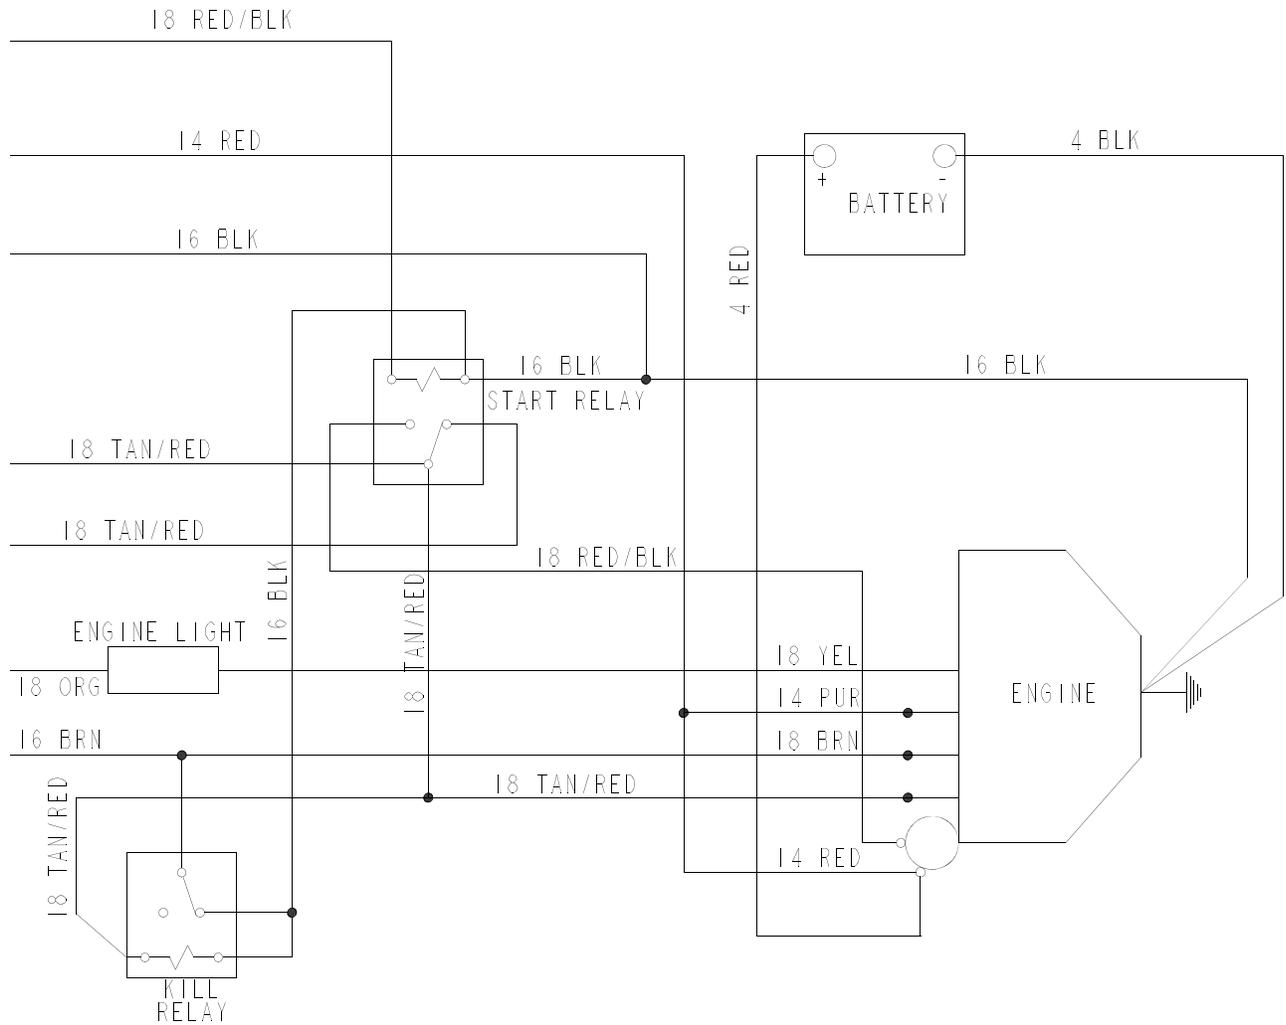 18 RED/BLK
14 RED
4 BLK
+
-
BATTERY
16 BLK
4 RED
16 BLK
16 BLK
START RELAY
18 TAN/RED
18 TAN/RED
18 RED/BLK
16 BLK
18 TAN/RED
ENGINE LIGHT
18 YEL
18 ORG
14 PUR
ENGINE
16 BRN
18 BRN
18 TAN/RED
18 TAN/RED
14 RED
KILL
RELAY